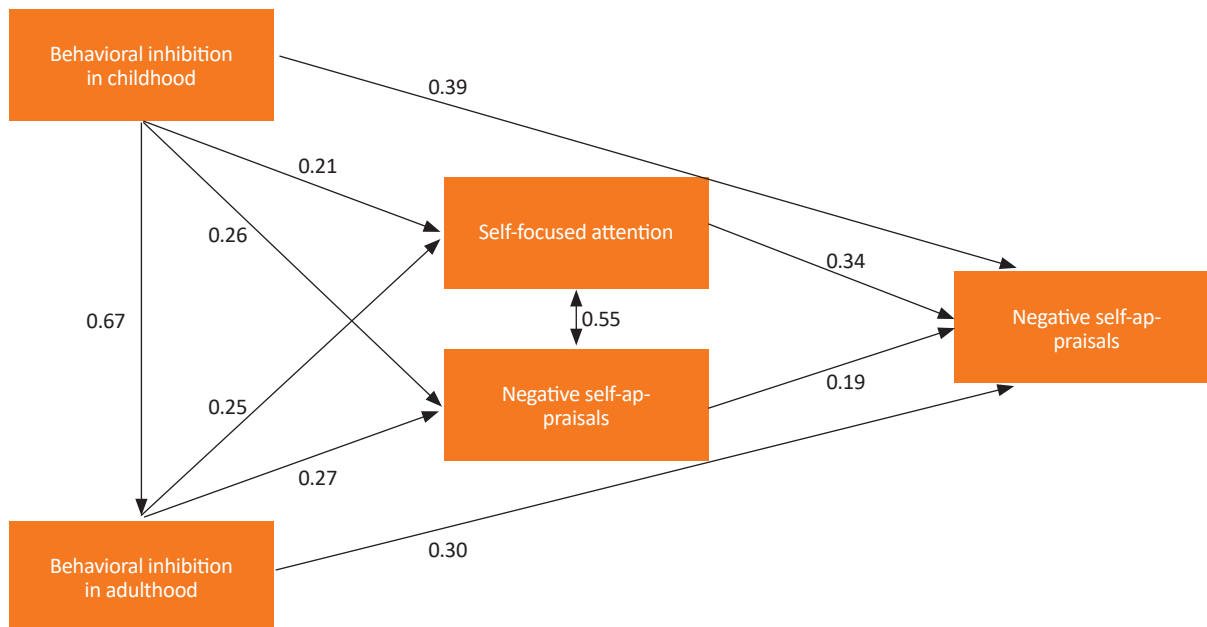 Behavioral inhibition
in childhood
0.39
0.21
Self-focused attention
0.26
0.34
Negative self-ap-
praisals
0.67
0.55
Negative self-ap-
praisals
0.19
0.25
0.27
0.30
Behavioral inhibition
in adulthood